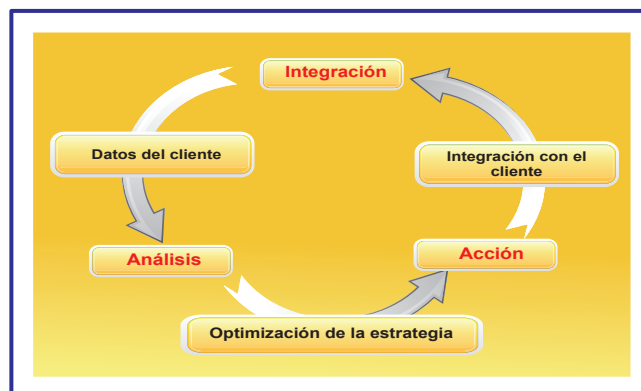 Integración
Datos del cliente
Integración con el
cliente
Análisis
Acción
Optimización de la estrategia